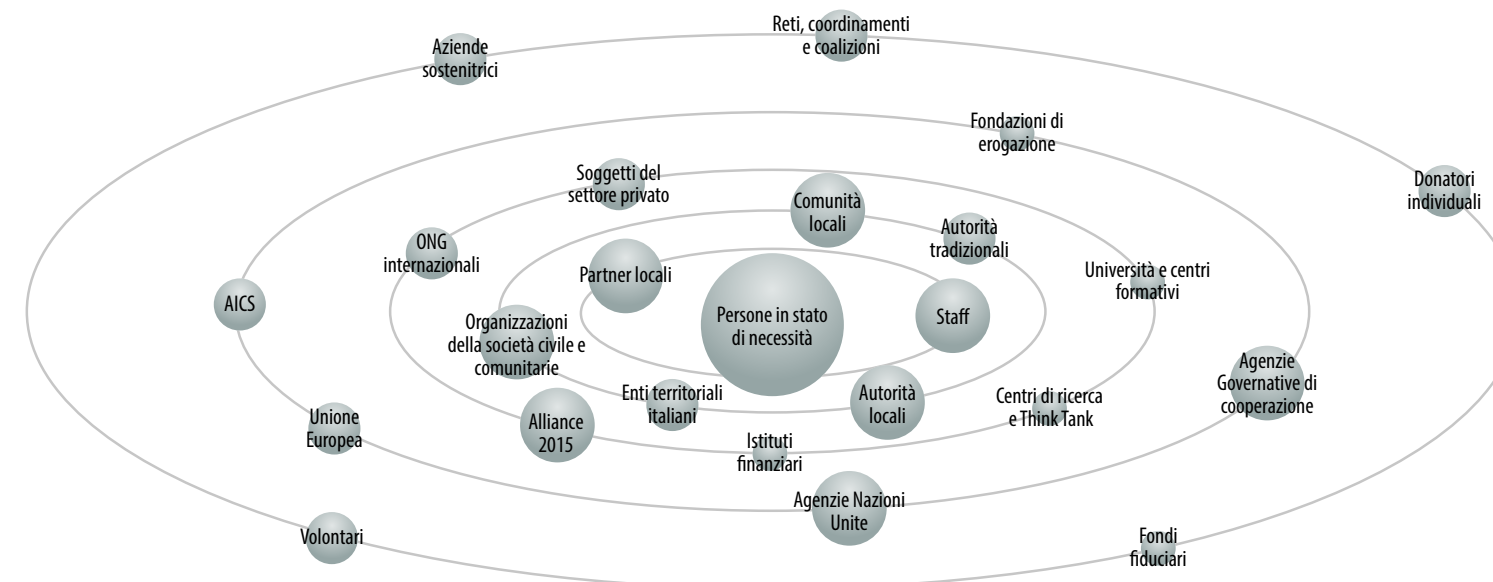 Reti, coordinamenti
e coalizioni
Aziende
sostenitrici
Fondazioni di
erogazione
Soggetti del
settore privato
Donatori
individuali
Comunità
locali
Autorità
tradizionali
ONG
internazionali
Partner locali
Università e centri
formativi
AICS
Persone in stato
di necessità
Staff
Organizzazioni
della società civile e
comunitarie
Agenzie
Governative di
cooperazione
Enti territoriali
italiani
Autorità
locali
Centri di ricerca
e Think Tank
Unione
Europea
Alliance
2015
Istituti
finanziari
Agenzie Nazioni
Unite
Volontari
Fondi
fiduciari